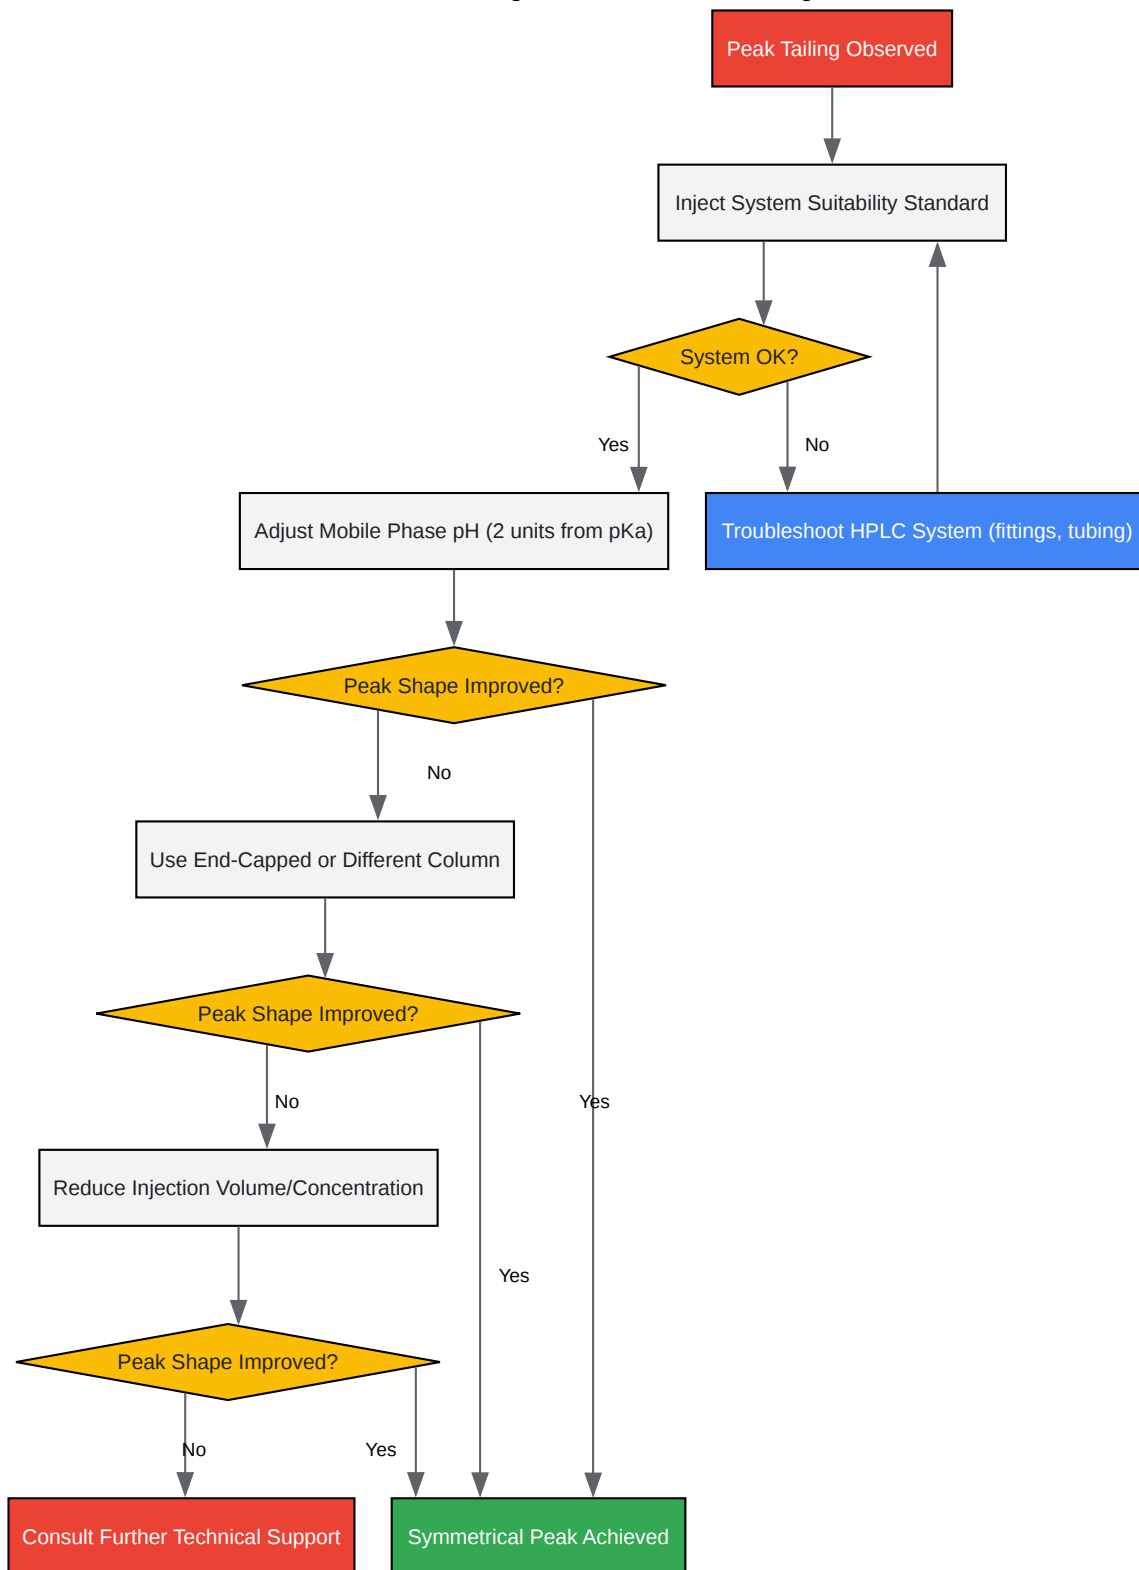 Peak Tailing Observed
Inject System Suitability Standard
System OK?
Yes
No
Adjust Mobile Phase pH (2 units from pKa)
Troubleshoot HPLC System (fittings, tubing)
Peak Shape Improved?
No
Use End-Capped or Different Column
Peak Shape Improved?
No
Yes
Reduce Injection Volume/Concentration
Yes
Peak Shape Improved?
No
Yes
Consult Further Technical Support
Symmetrical Peak Achieved